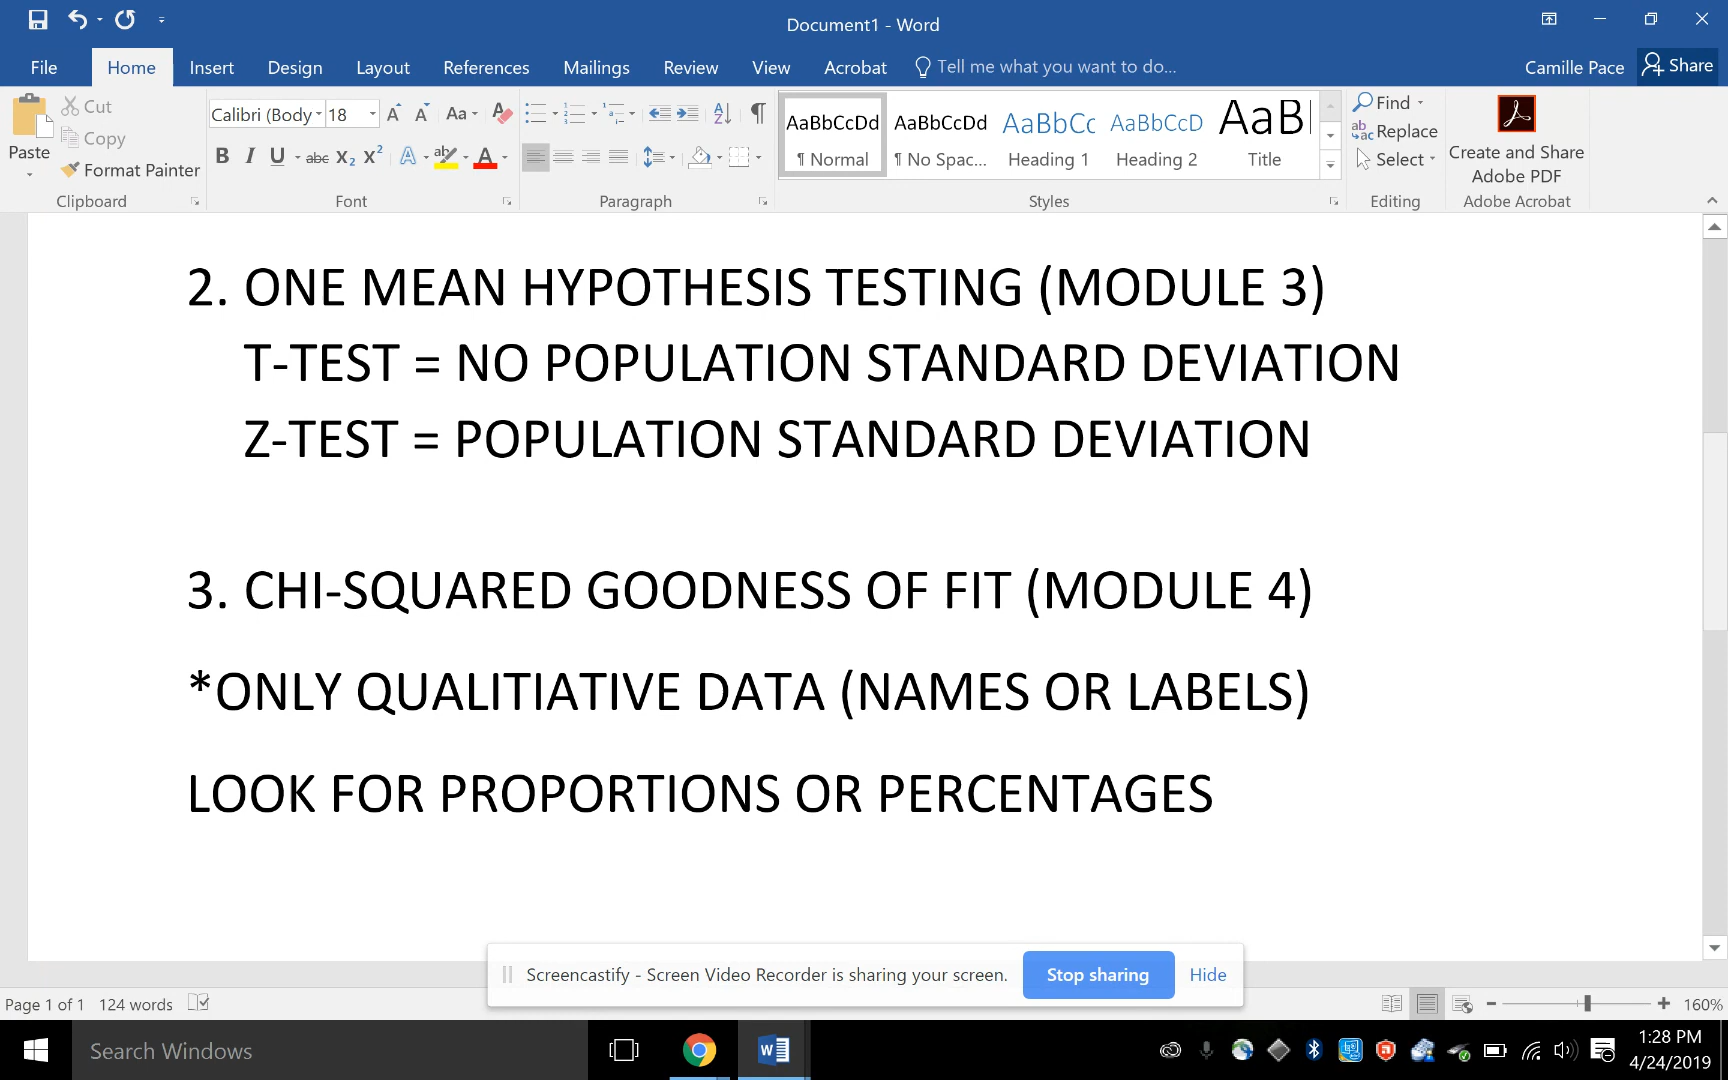 Document1 - Word
File Home Insert Design Layout References Mailings Review View Acrobat Tell me what you want to do... Camille Pace Share
Paste Cut Copy Format Painter
Clipboard
Calibri (Body 18
Font
Paragraph
AaBbCcDd AaBbCcDd AaBbCc AaBbCcD AaB
¶ Normal ¶ No Spac... Heading 1 Heading 2 Title
Styles
Find
Replace
Select
Editing
Create and Share
Adobe PDF
Adobe Acrobat
2. ONE MEAN HYPOTHESIS TESTING (MODULE 3)
T-TEST = NO POPULATION STANDARD DEVIATION
Z-TEST = POPULATION STANDARD DEVIATION
3. CHI-SQUARED GOODNESS OF FIT (MODULE 4)
*ONLY QUALITIATIVE DATA (NAMES OR LABELS)
LOOK FOR PROPORTIONS OR PERCENTAGES
Screencastify - Screen Video Recorder is sharing your screen. Stop sharing Hide
Page 1 of 1 124 words 160%
Search Windows
1:28 PM
4/24/2019